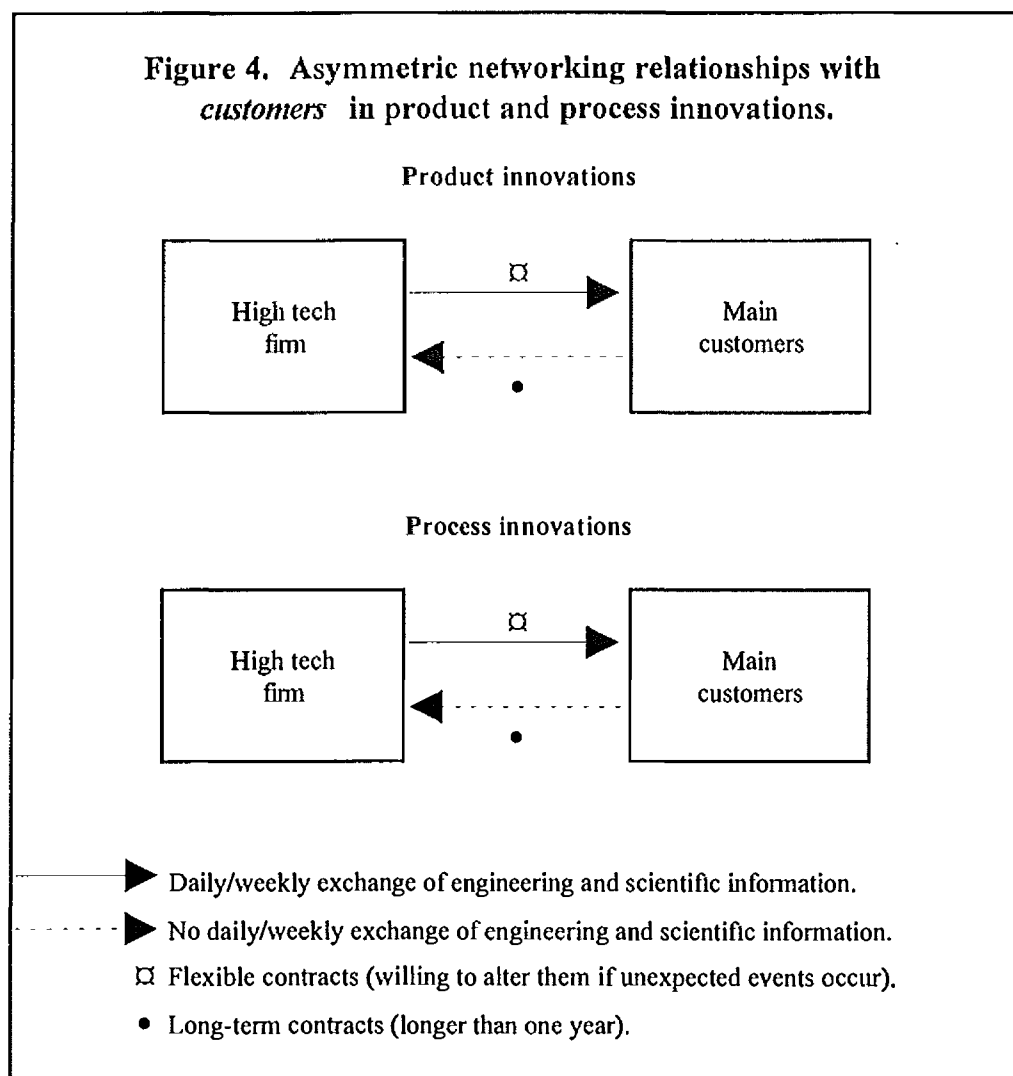 Figure 4. Asymmetric networking relationships with
customers in product and process innovations.
Product innovations
High tech
firm
¤
•
Main
customers
Process innovations
High tech
firm
¤
•
Main
customers
Daily/weekly exchange of engineering and scientific information.
No daily/weekly exchange of engineering and scientific information.
¤ Flexible contracts (willing to alter them if unexpected events occur).
• Long-term contracts (longer than one year).